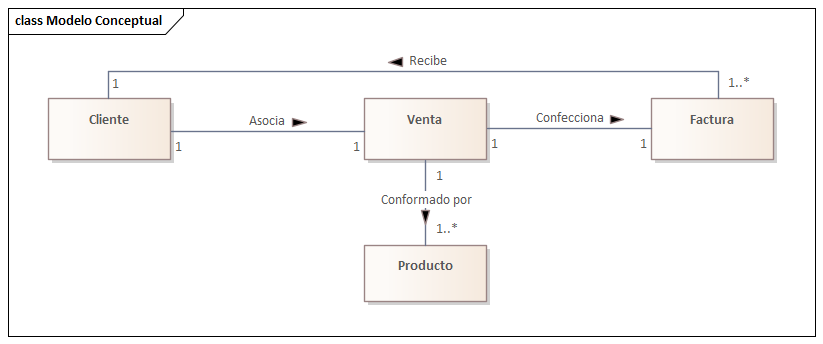 class Modelo Conceptual
Recibe
1
1..*
Cliente
Asocia
1
1
Venta
Confecciona
1
1
Factura
1
Conformado por
1..*
Producto